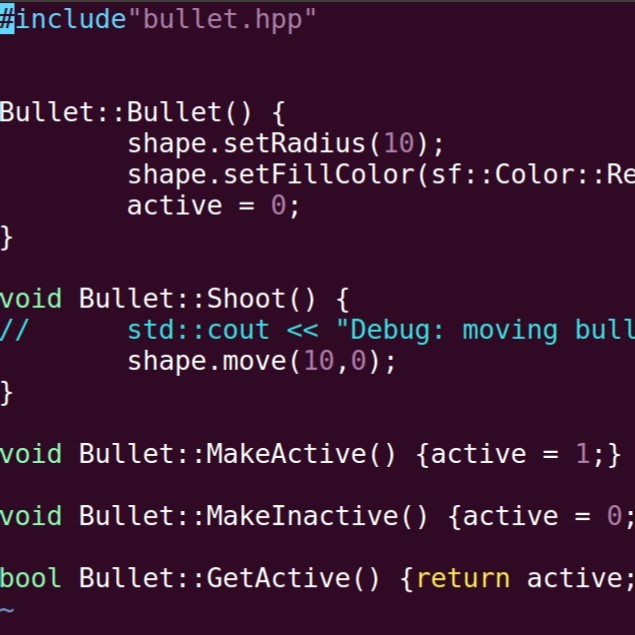 #include"bullet.hpp"
Bullet::Bullet() {
shape.setRadius(10);
shape.setFillColor(sf::Color::Re
active = 0;
}
void Bullet::Shoot() {
// std::cout << "Debug: moving bull
shape.move(10,0);
}
void Bullet::MakeActive() {active = 1;}
void Bullet::MakeInactive() {active = 0;
bool Bullet::GetActive() {return active;
~